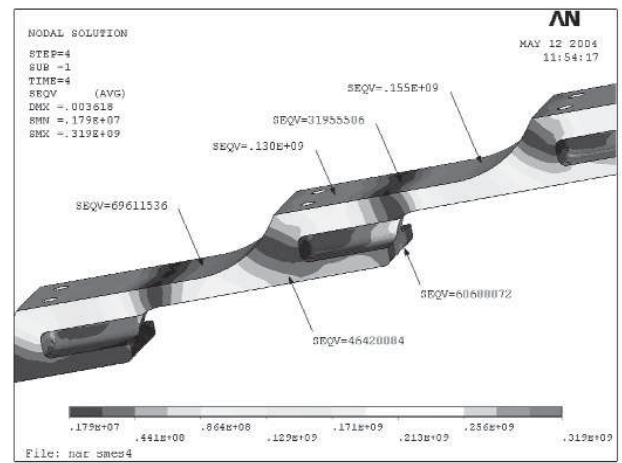 AN
NODAL SOLUTION
STEP=4
SUB =1
TIME=4
SEQV (AVG)
DMX =.003618
SMN =.179E+07
SMX =.319E+09
MAY 12 2004
11:54:17
SEQV=.155E+09
SEQV=31955506
SEQV=.130E+09
SEQV=69611536
SEQV=60688072
SEQV=46420084
.179E+07
.441E+08
.864E+08
.129E+09
.171E+09
.213E+09
.256E+09
.319E+09
File: nar smes4